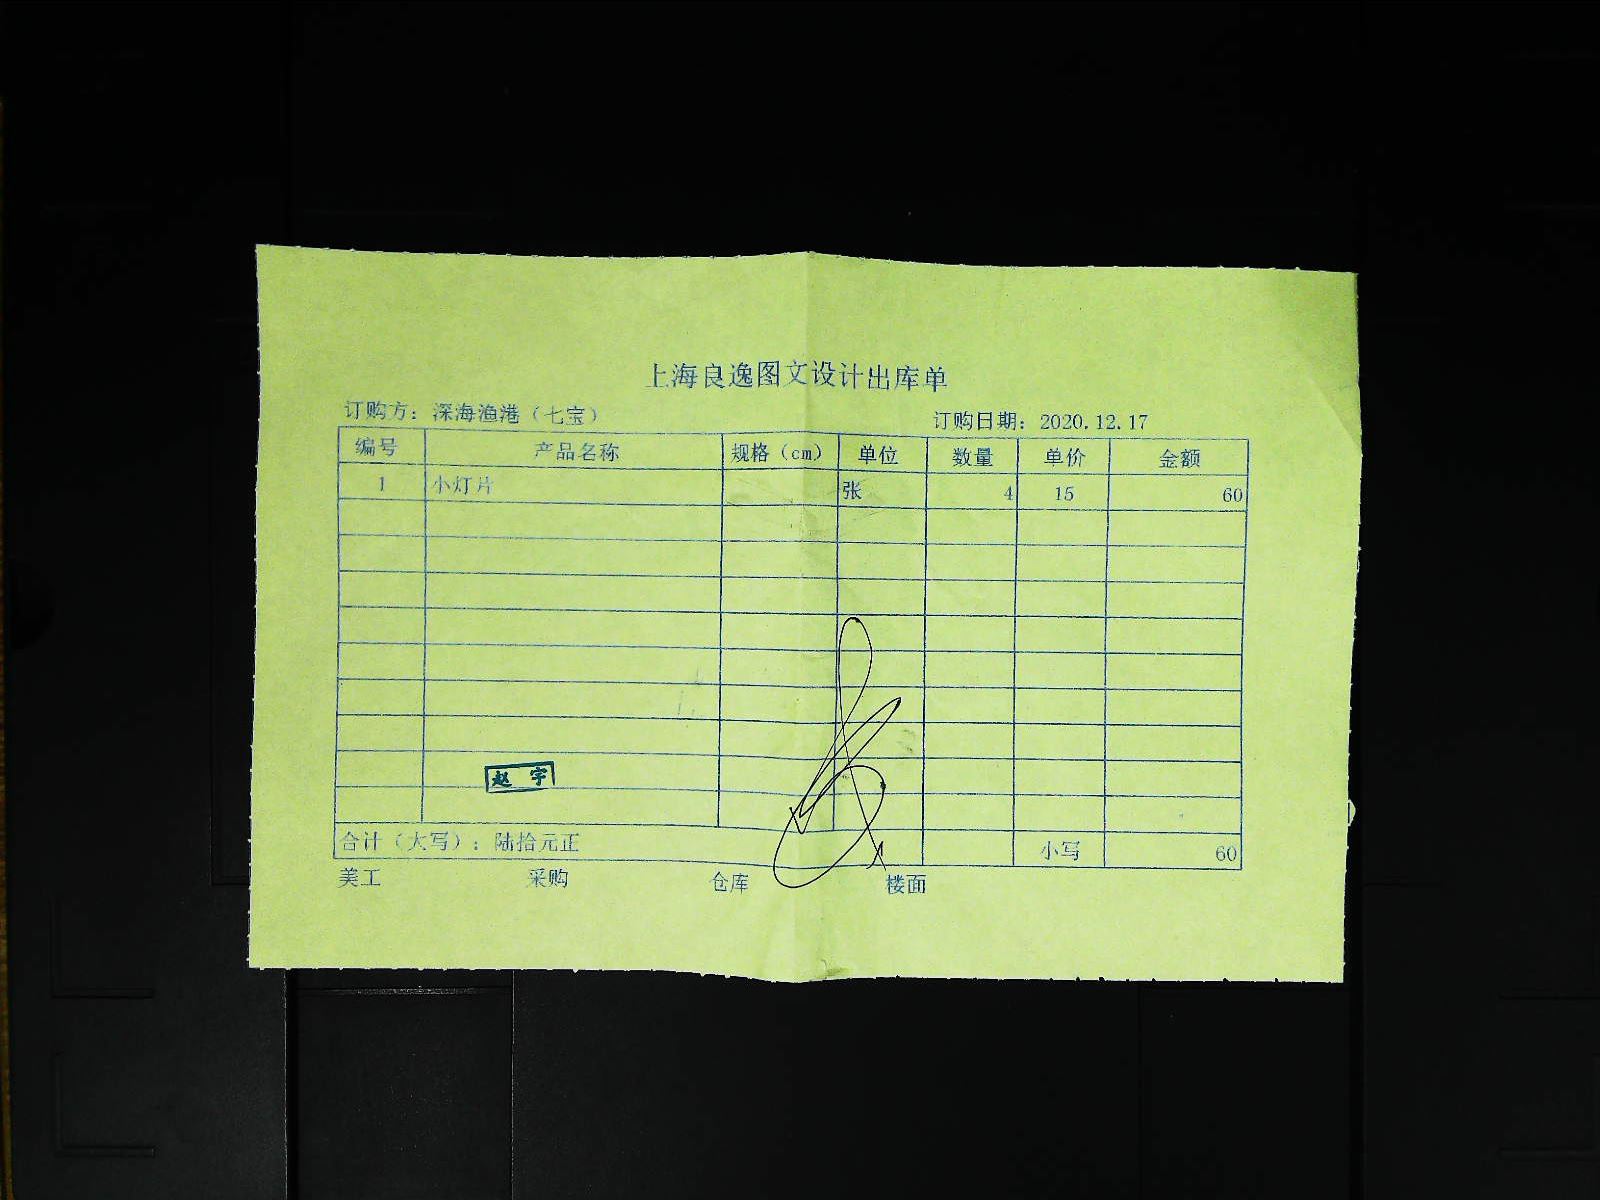 上海良逸图文设计出库单
订购方：深海渔港（七宝） 订购日期：2020.12.17
编号 产品名称 规格（cm） 单位 数量 单价 金额
1 小灯片 张 4 15 60
赵 宇
合计（大写）：陆拾元正 小写 60
美工 采购 仓库 楼面